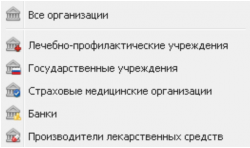 Все организации
Лечебно-профилактические учреждения
Государственные учреждения
Страховые медицинские организации
Банки
Производители лекарственных средств